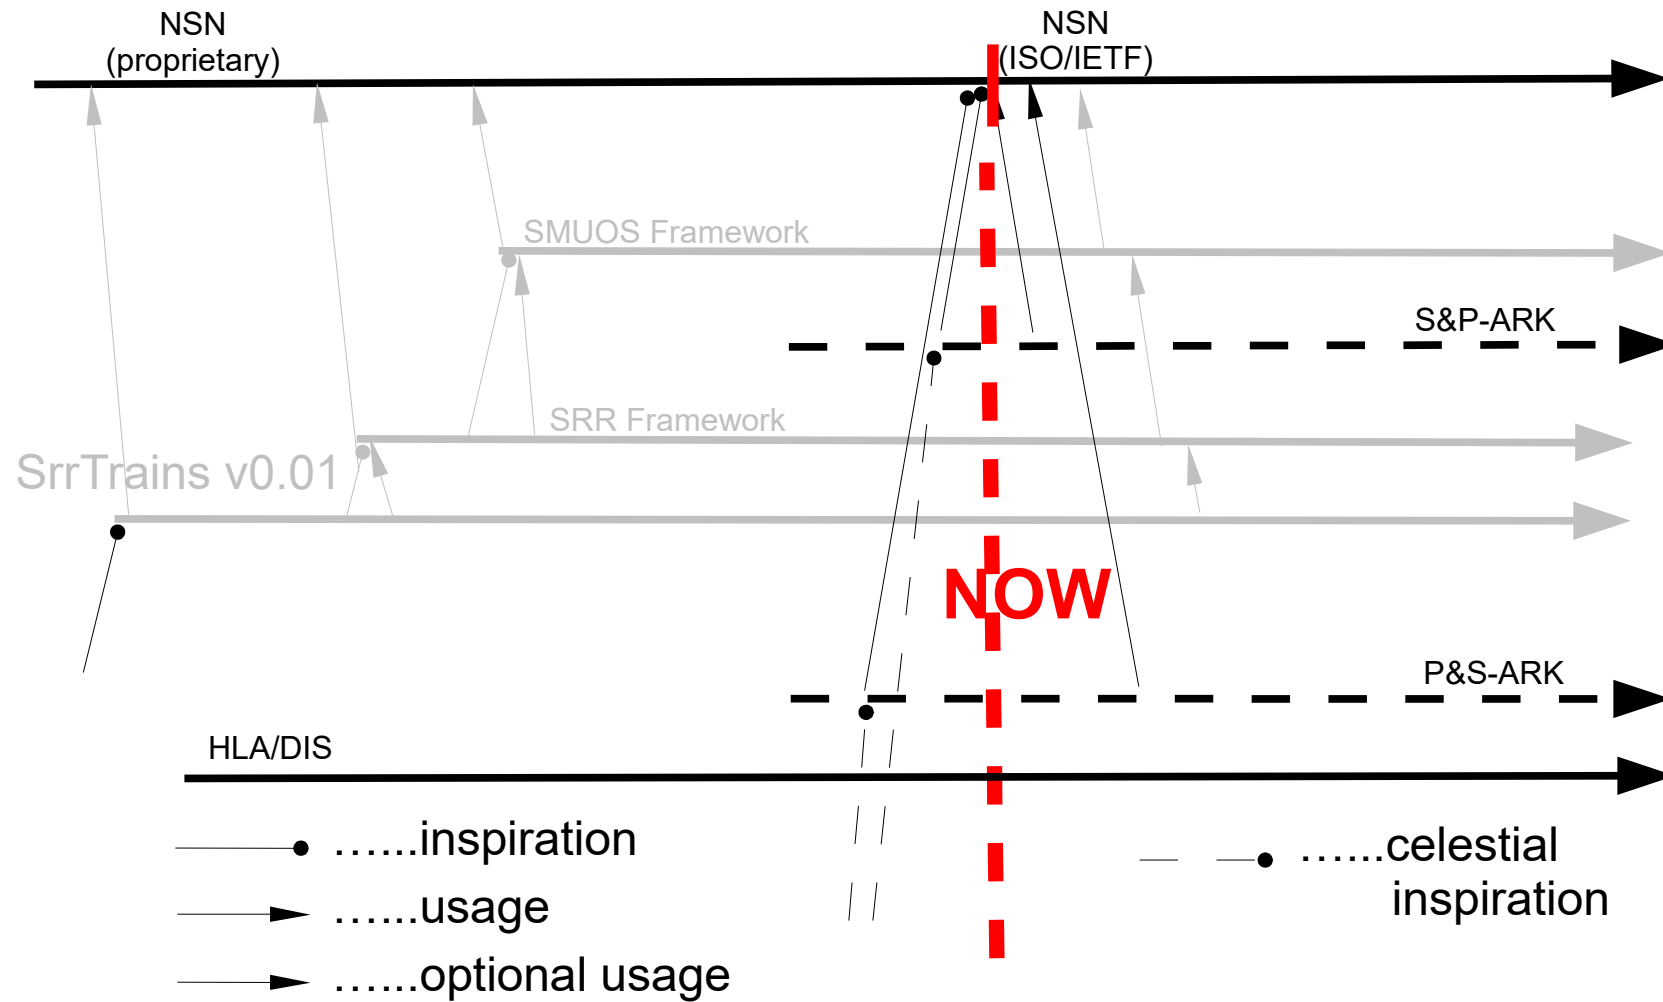 NSN
(proprietary)
NSN
(ISO/IETF)
SMUOS Framework
S&P-ARK
SRR Framework
SrrTrains v0.01
NOW
P&S-ARK
HLA/DIS
…...inspiration
…...usage
…...optional usage
…...celestial
inspiration